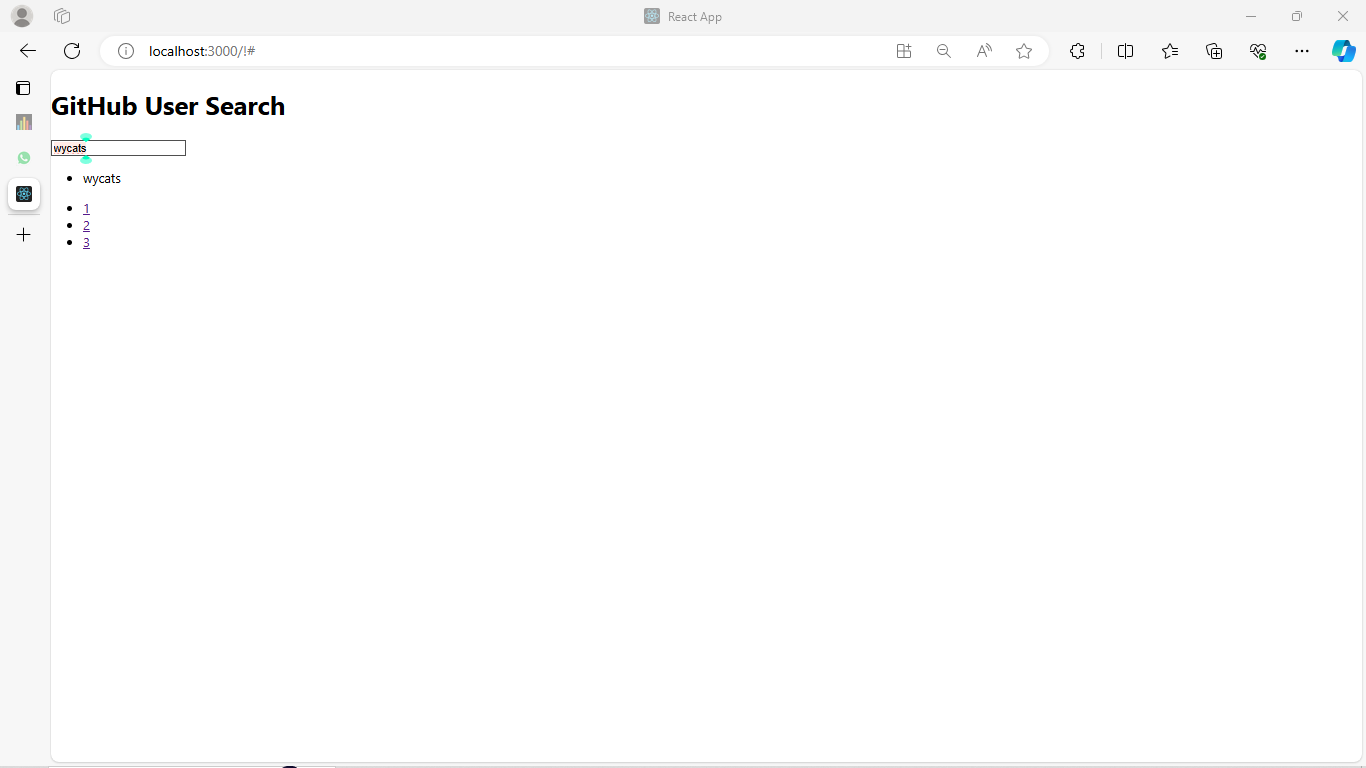 React App
localhost:3000/!#
GitHub User Search
wycats
wycats
1
2
3